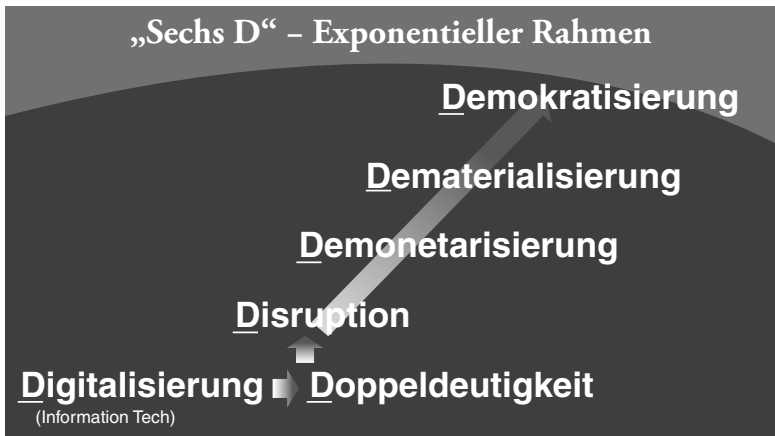 „Sechs D“ – Exponentieller Rahmen
Demokratisierung
Dematerialisierung
Demonetarisierung
Disruption
Digitalisierung Doppeldeutigkeit
(Information Tech)